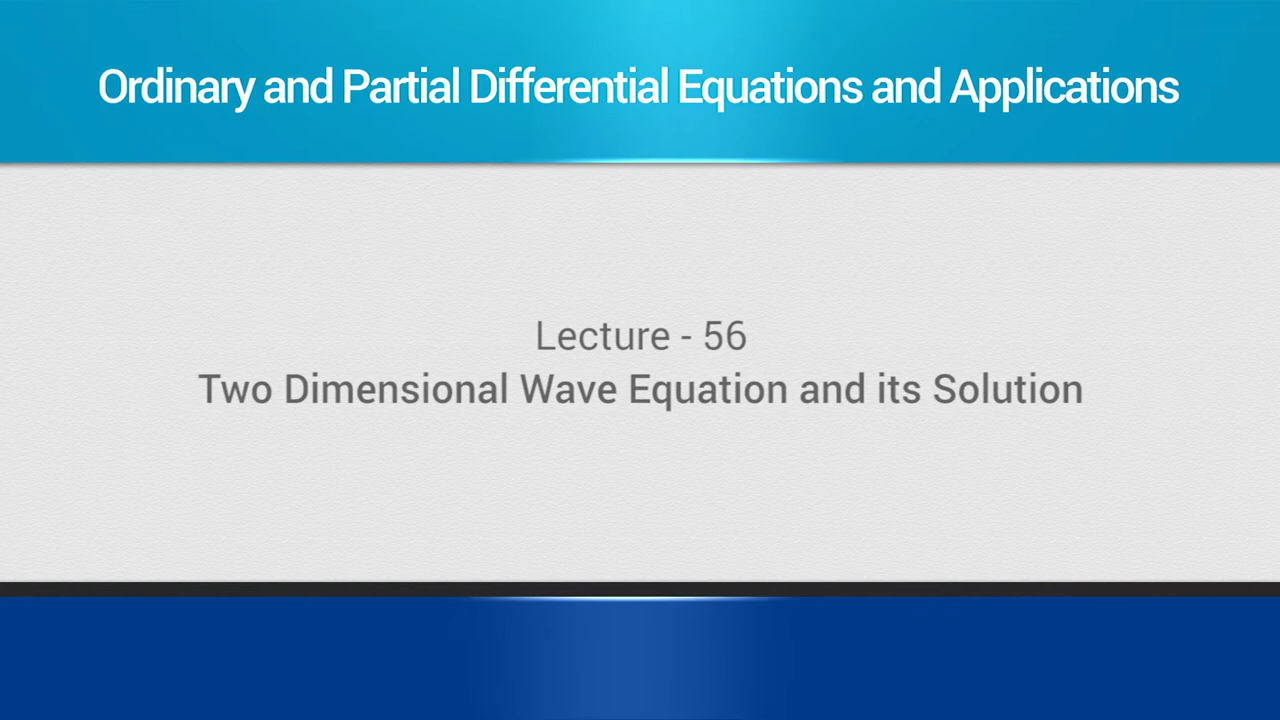 Ordinary and Partial Differential Equations and Applications
Lecture - 56
Two Dimensional Wave Equation and its Solution